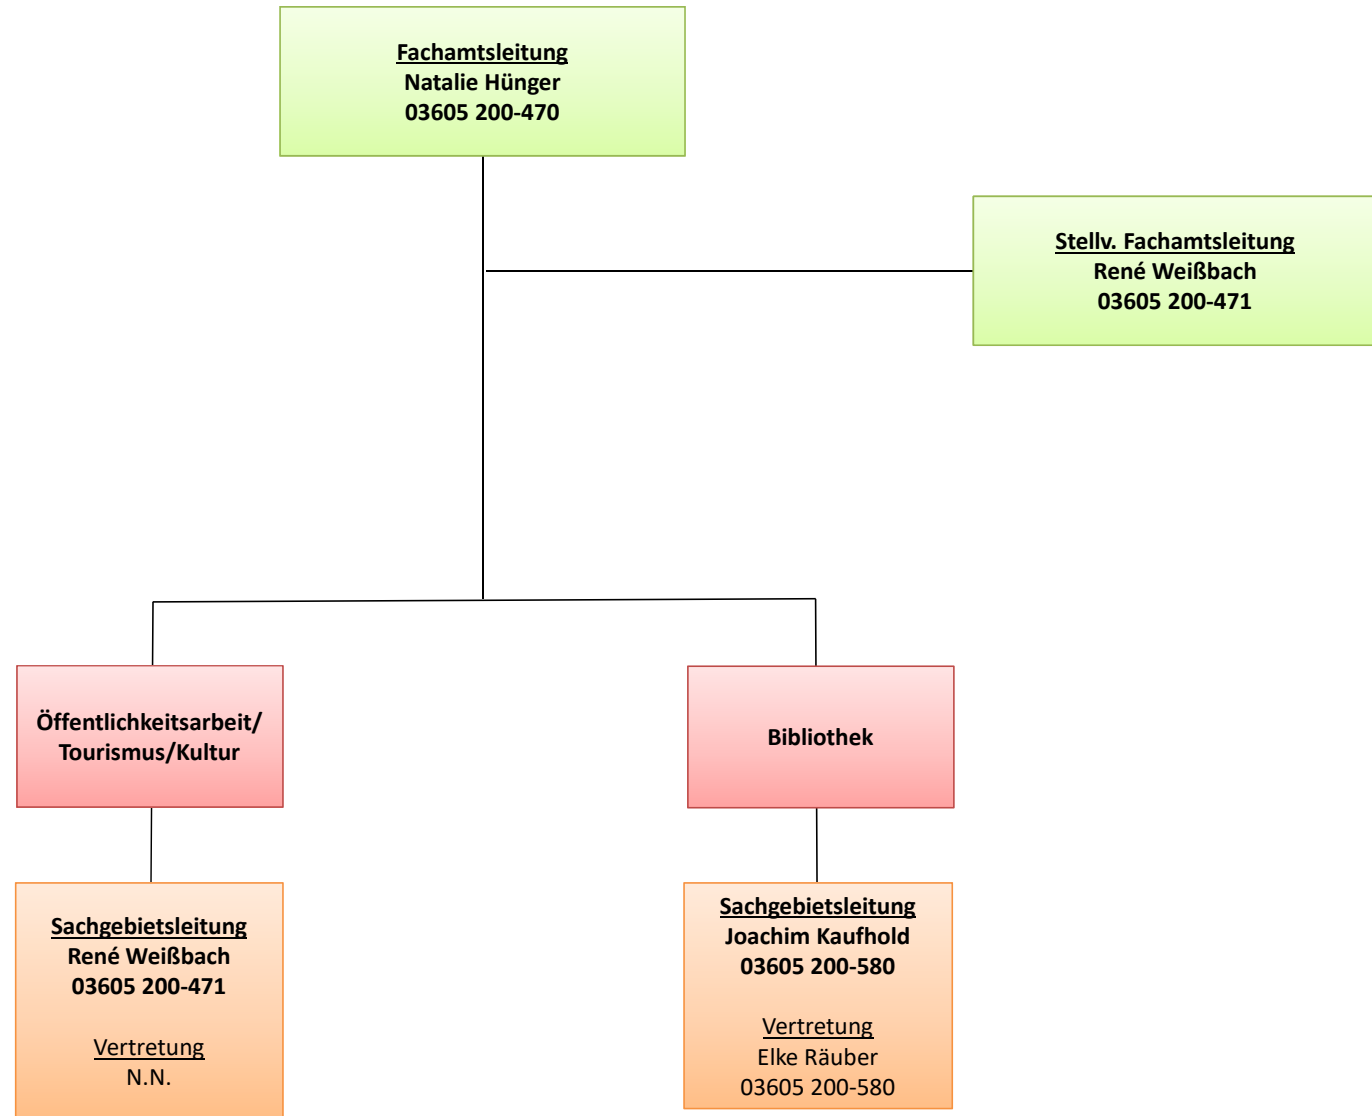 Fachamtsleitung
Natalie Hünger
03605 200-470
Stellv. Fachamtsleitung
René Weißbach
03605 200-471
Öffentlichkeitsarbeit/
Tourismus/Kultur
Bibliothek
Sachgebietsleitung
René Weißbach
03605 200-471
Vertretung
N.N.
Sachgebietsleitung
Joachim Kaufhold
03605 200-580
Vertretung
Elke Räuber
03605 200-580